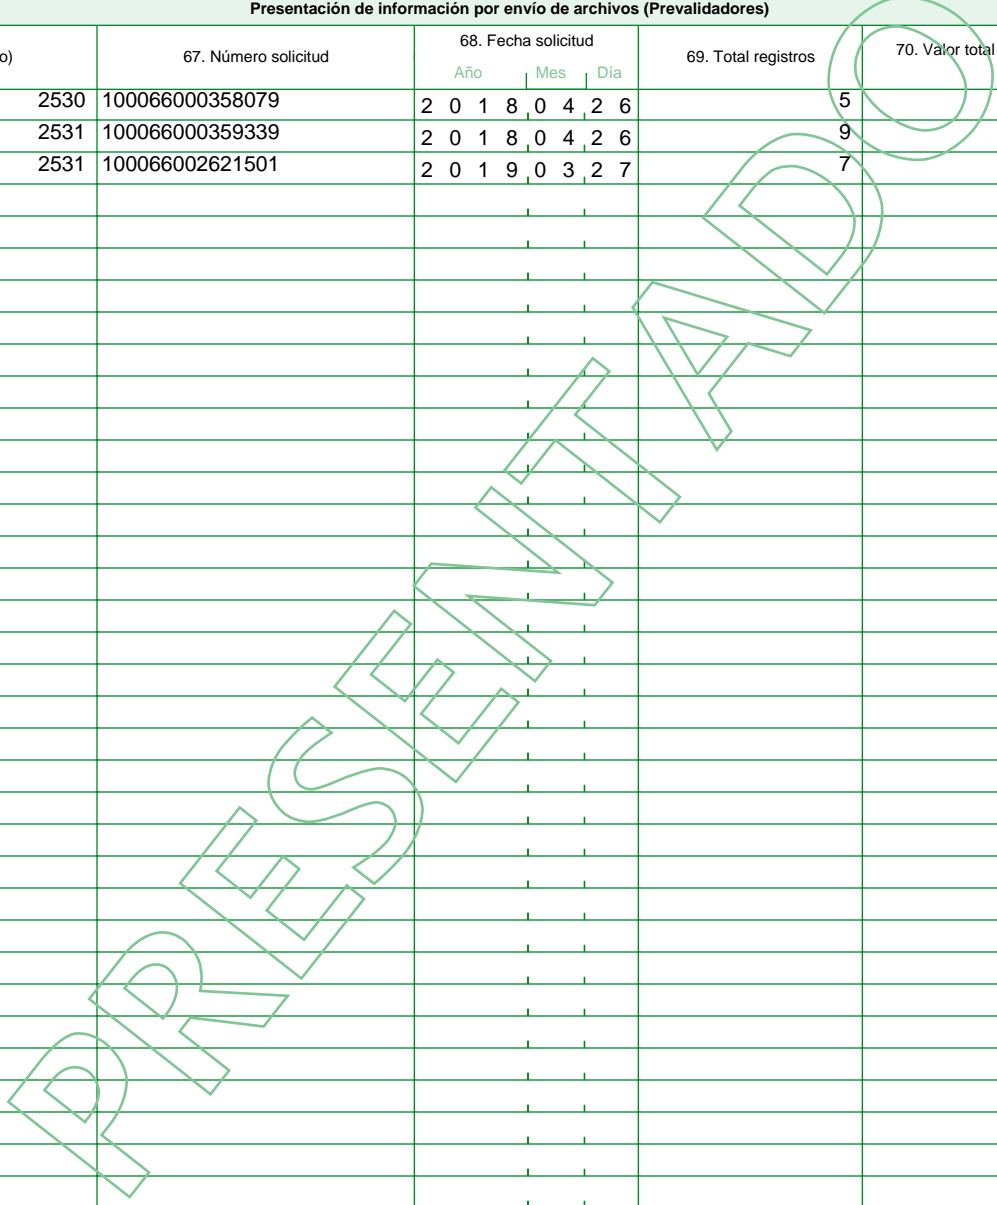 Presentación de información por envío de archivos (Prevalidadores)
o) 67. Número solicitud 68. Fecha solicitud 69. Total registros 70. Valor total
Año Mes Día
2530 100066000358079 2 0 1 8 0 4 2 6 5
2531 100066000359339 2 0 1 8 0 4 2 6 9
2531 100066002621501 2 0 1 9 0 3 2 7 7
PRESENTADO